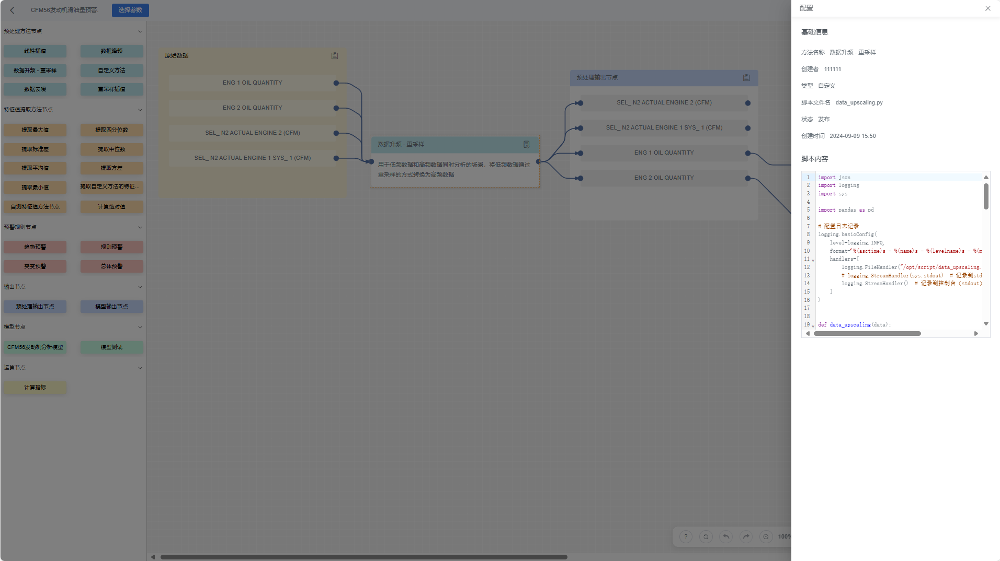 CFM56发动机滑油量预警.
选择参数
预处理方法节点
线性插值
数据降频
数据升频 - 重采样
自定义方法
数据去噪
重采样插值
特征值提取方法节点
提取最大值
提取四分位数
提取标准差
提取中位数
提取平均值
提取方差
提取最小值
提取自定义方法的特征...
自测特征值方法节点
计算绝对值
预警规则节点
趋势预警
规则预警
突变预警
总体预警
输出节点
预处理输出节点
模型输出节点
模型节点
CFM56发动机分析模型
模型测试
运算节点
计算指标
原始数据
ENG 1 OIL QUANTITY
ENG 2 OIL QUANTITY
SEL_ N2 ACTUAL ENGINE 2 (CFM)
SEL_ N2 ACTUAL ENGINE 1 SYS_ 1 (CFM)
数据升频 - 重采样
用于低频数据和高频数据同时分析的场景，将低频数据通过
重采样的方式转换为高频数据
预处理输出节点
SEL_ N2 ACTUAL ENGINE 2 (CFM)
SEL_ N2 ACTUAL ENGINE 1 SYS_ 1 (CFM)
ENG 1 OIL QUANTITY
ENG 2 OIL QUANTITY
?
100%
配置
基础信息
方法名称 数据升频 - 重采样
创建者 111111
类型 自定义
脚本文件名 data_upscaling.py
状态 发布
创建时间 2024-09-09 15:50
脚本内容
1 import json
2 import logging
3 import sys
4
5 import pandas as pd
6
7 # 配置日志记录
8 logging.basicConfig(
9 level=logging.INFO,
10 format='%(asctime)s - %(name)s - %(levelname)s - %(m
11 handlers=[
12 logging.FileHandler("/opt/script/data_upscaling.
13 # logging.StreamHandler(sys.stdout) # 记录到std
14 logging.StreamHandler() # 记录到控制台（stdout）
15 ]
16 )
17
18
19 def data_upscaling(data):